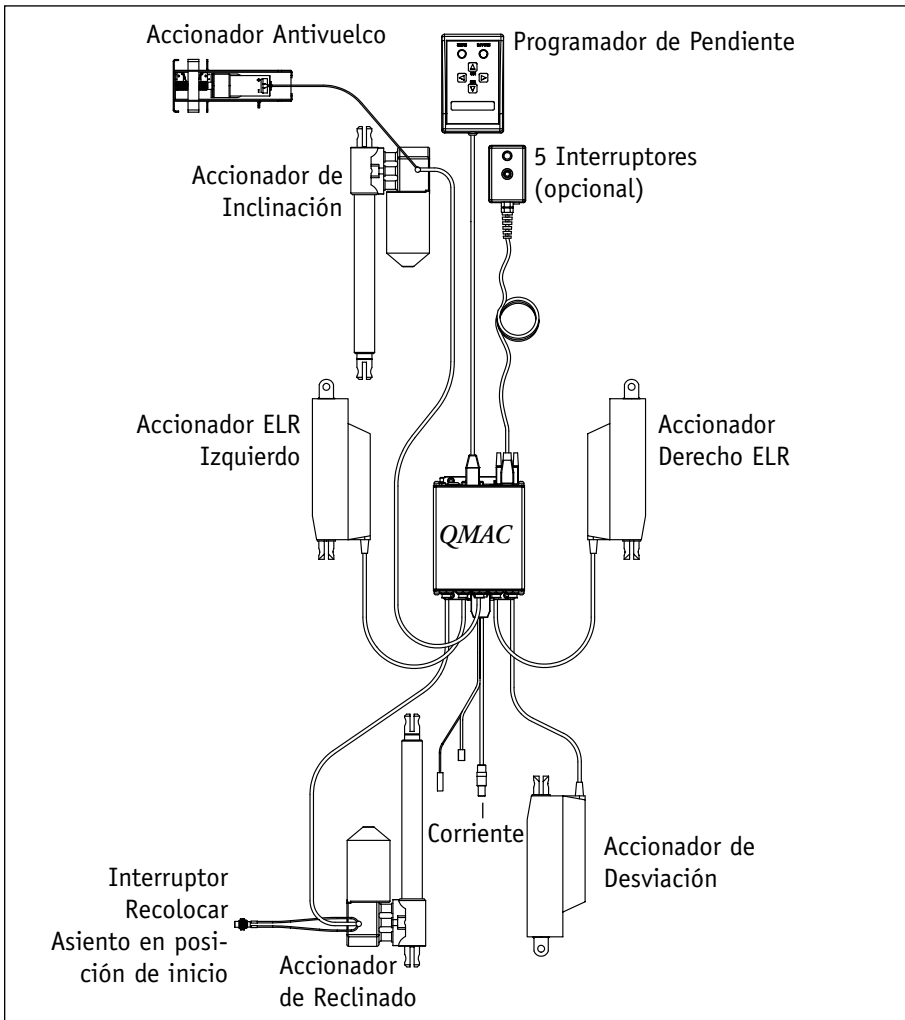 Accionador Antivuelco
Programador de Pendiente
5 Interruptores
(opcional)
Accionador de
Inclinación
Accionador ELR
Izquierdo
Accionador
Derecho ELR
QMAC
Corriente
Accionador de
Desviación
Interruptor
Recolocar
Asiento en posi-
ción de inicio
Accionador
de Reclinado